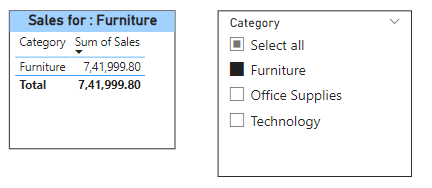 Sales for : Furniture
Category Sum of Sales
Furniture 7,41,999.80
Total 7,41,999.80
Category
Select all
Furniture
Office Supplies
Technology